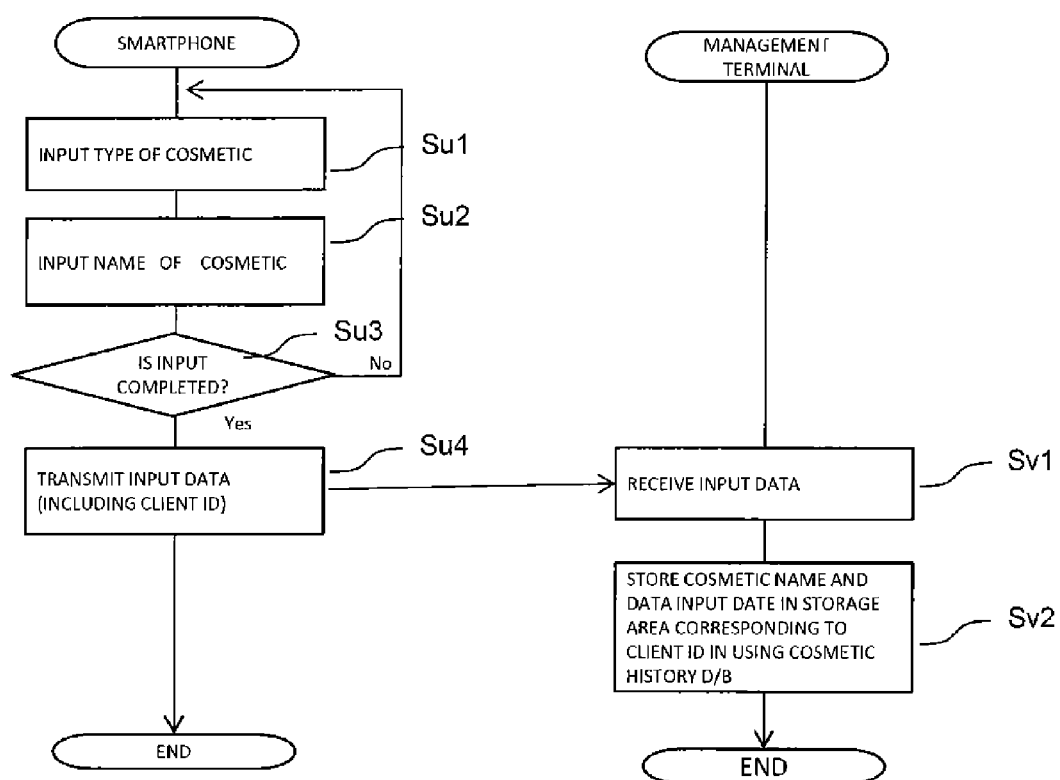 SMARTPHONE
INPUT TYPE OF COSMETIC
Su1
INPUT NAME OF COSMETIC
Su2
IS INPUT
COMPLETED?
Su3
No
Yes
TRANSMIT INPUT DATA
(INCLUDING CLIENT ID)
Su4
END
MANAGEMENT
TERMINAL
RECEIVE INPUT DATA
Sv1
STORE COSMETIC NAME AND
DATA INPUT DATE IN STORAGE
AREA CORRESPONDING TO
CLIENT ID IN USING COSMETIC
HISTORY D/B
Sv2
END